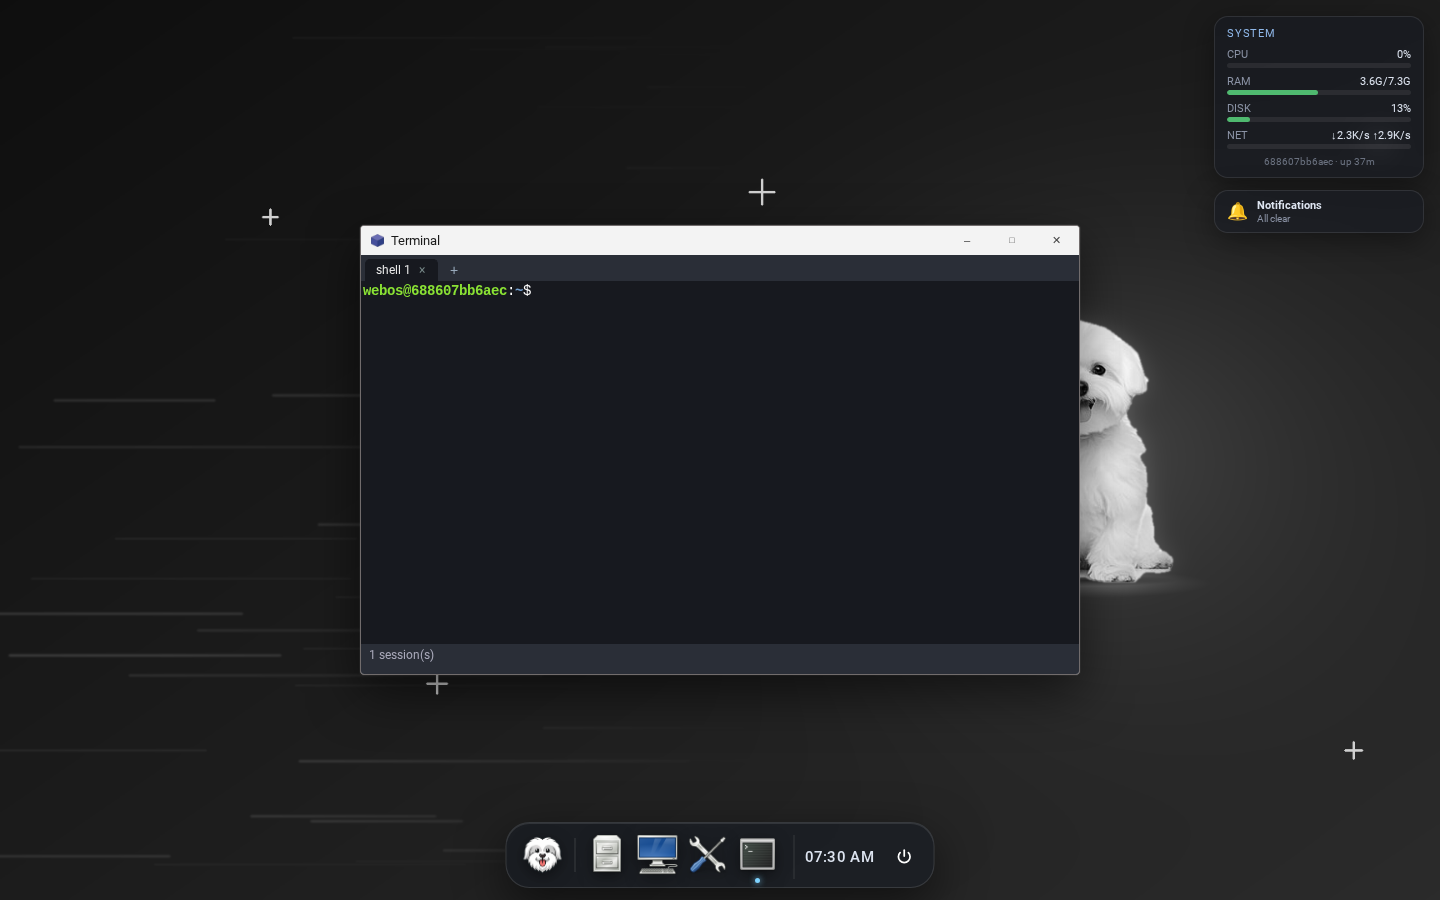 SYSTEM
CPU 0%
RAM 3.6G/7.3G
DISK 13%
NET ↓2.3K/s ↑2.9K/s
688607bb6aec · up 37m
🔔 Notifications
All clear
Terminal
shell 1 × +
webos@688607bb6aec:~$
1 session(s)
07:30 AM